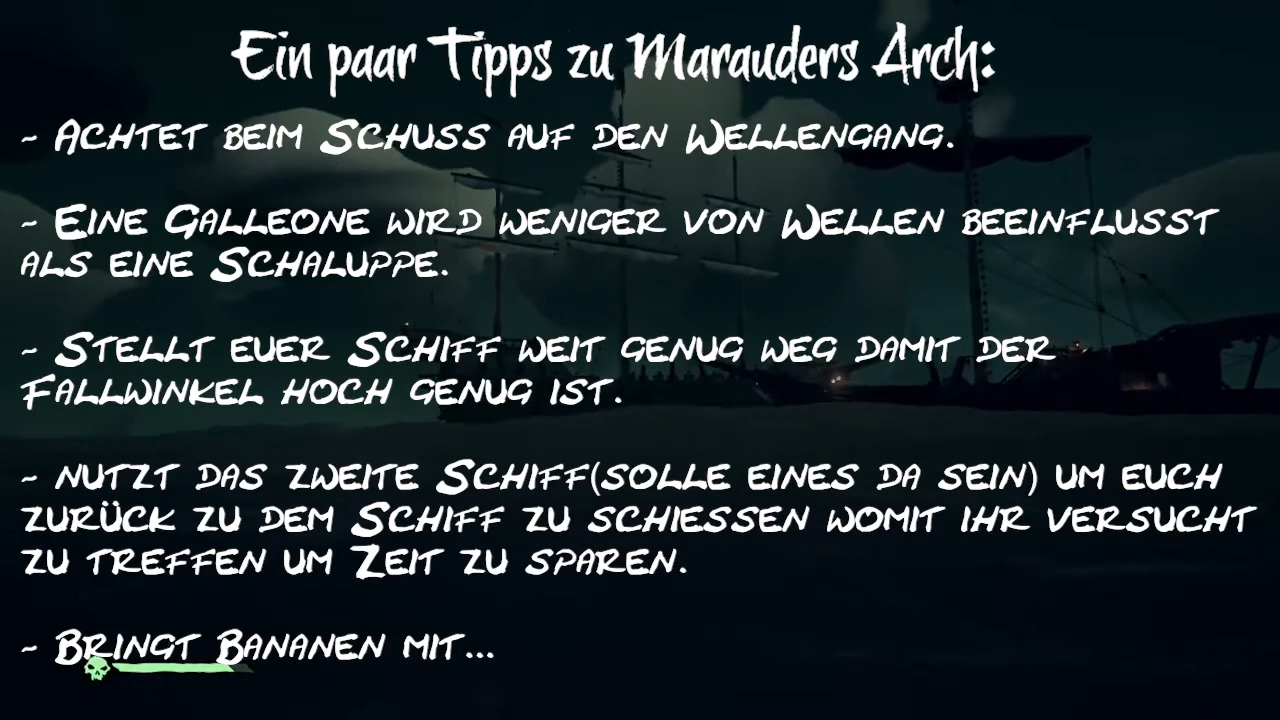 Ein paar Tipps zu Marauders Arch:
- Achtet beim Schuss auf den Wellengang.
- Eine Galleone wird weniger von Wellen beeinflusst
als eine Schaluppe.
- Stellt euer Schiff weit genug weg damit der
Fallwinkel hoch genug ist.
- nutzt das zweite Schiff(solle eines da sein) um euch
zurück zu dem Schiff zu schiessen womit ihr versucht
zu treffen um Zeit zu sparen.
- Bringt Bananen mit...